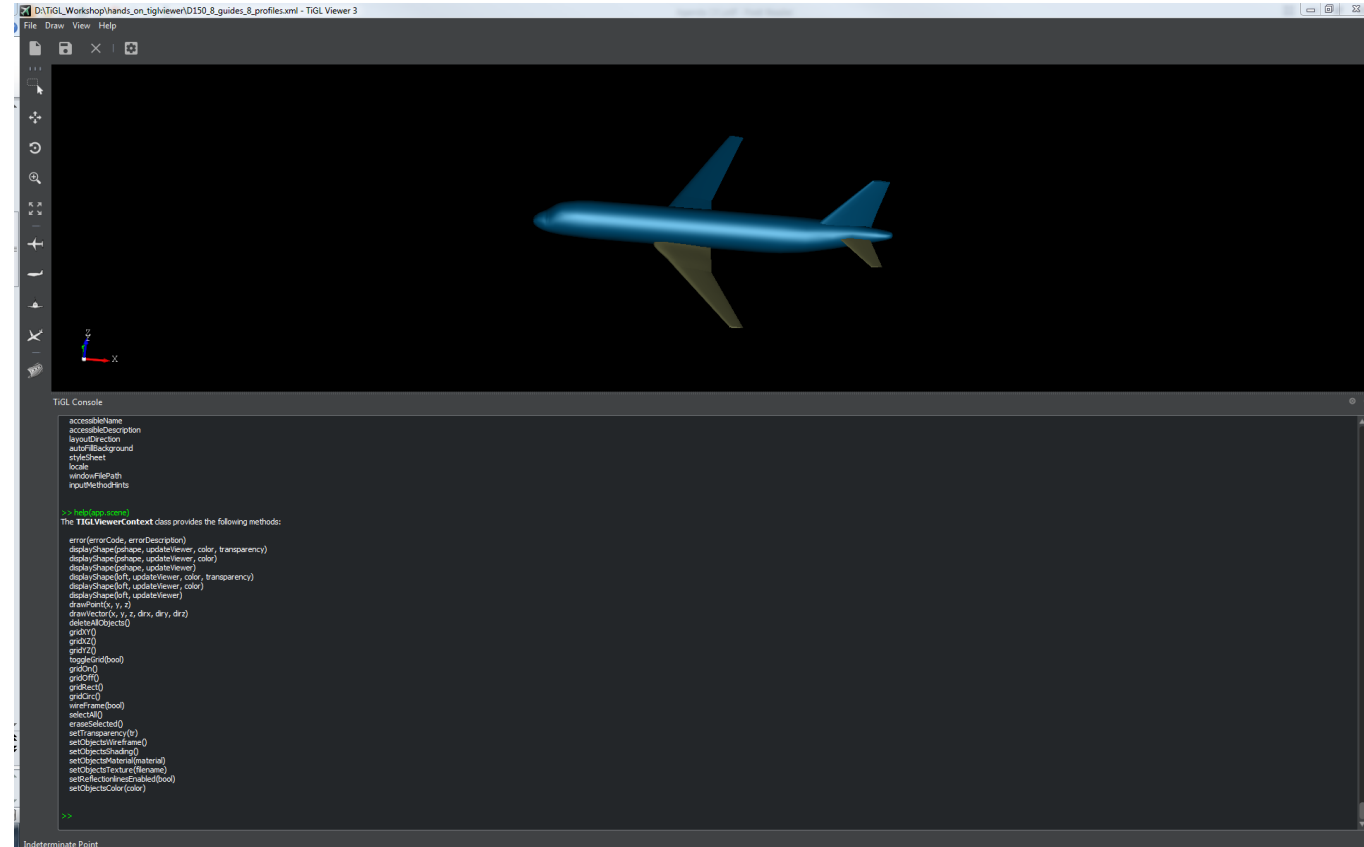 D:\TiGL_Workshop\hands_on_tiglviewer\D150_8_guides_8_profiles.xml - TiGL Viewer 3
File Draw View Help
Z
Y
X
TiGL Console
accessibleName
accessibleDescription
layoutDirection
autoFillBackground
styleSheet
locale
windowFilePath
inputMethodHints
>> help(app.scene)
The TIGLViewerContext class provides the following methods:
error(errorCode, errorDescription)
displayShape(pshape, updateViewer, color, transparency)
displayShape(pshape, updateViewer, color)
displayShape(pshape, updateViewer)
displayShape(loft, updateViewer, color, transparency)
displayShape(loft, updateViewer, color)
displayShape(loft, updateViewer)
drawPoint(x, y, z)
drawVector(x, y, z, dirx, diry, dirz)
deleteAllObjects()
gridXY()
gridXZ()
gridYZ()
toggleGrid(bool)
gridOn()
gridOff()
gridRect()
gridCirc()
wireFrame(bool)
selectAll()
eraseSelected()
setTransparency(tr)
setObjectsWireframe()
setObjectsShading()
setObjectsMaterial(material)
setObjectsTexture(filename)
setReflectionlinesEnabled(bool)
setObjectsColor(color)
>>
Indeterminate Point